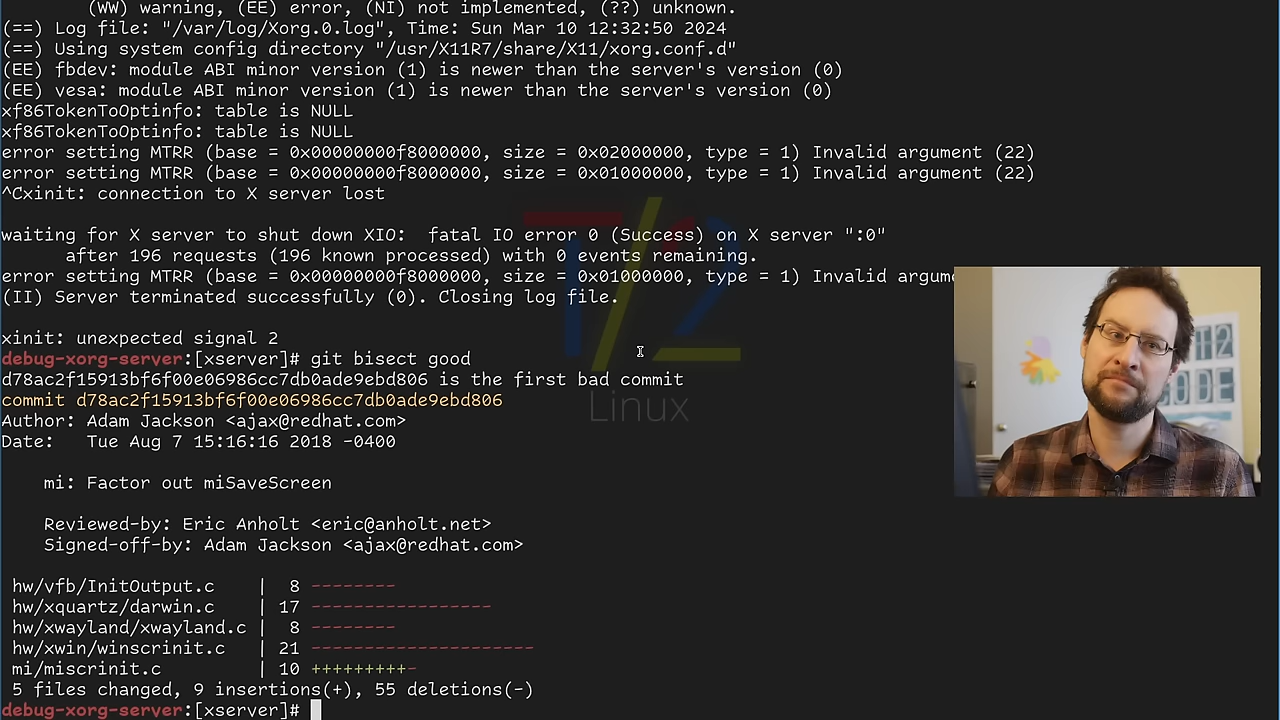 (WW) warning, (EE) error, (NI) not implemented, (??) unknown.
(==) Log file: "/var/log/Xorg.0.log", Time: Sun Mar 10 12:32:50 2024
(==) Using system config directory "/usr/X11R7/share/X11/xorg.conf.d"
(EE) fbdev: module ABI minor version (1) is newer than the server's version (0)
(EE) vesa: module ABI minor version (1) is newer than the server's version (0)
xf86TokenToOptinfo: table is NULL
xf86TokenToOptinfo: table is NULL
error setting MTRR (base = 0x00000000f8000000, size = 0x02000000, type = 1) Invalid argument (22)
error setting MTRR (base = 0x00000000f8000000, size = 0x01000000, type = 1) Invalid argument (22)
^Cxinit: connection to X server lost
waiting for X server to shut down XIO:  fatal IO error 0 (Success) on X server ":0"
after 196 requests (196 known processed) with 0 events remaining.
error setting MTRR (base = 0x00000000f8000000, size = 0x01000000, type = 1) Invalid argume
(II) Server terminated successfully (0). Closing log file.
xinit: unexpected signal 2
debug-xorg-server:[xserver]# git bisect good
d78ac2f15913bf6f00e06986cc7db0ade9ebd806 is the first bad commit
commit d78ac2f15913bf6f00e06986cc7db0ade9ebd806
Author: Adam Jackson <ajax@redhat.com>
Date:   Tue Aug 7 15:16:16 2018 -0400
mi: Factor out miSaveScreen
Reviewed-by: Eric Anholt <eric@anholt.net>
Signed-off-by: Adam Jackson <ajax@redhat.com>
hw/vfb/InitOutput.c    |  8 --------
hw/xquartz/darwin.c    | 17 -----------------
hw/xwayland/xwayland.c |  8 --------
hw/xwin/winscrinit.c   | 21 ---------------------
mi/miscrinit.c         | 10 +++++++++-
5 files changed, 9 insertions(+), 55 deletions(-)
debug-xorg-server:[xserver]#
T/2
Linux
T2
CODE